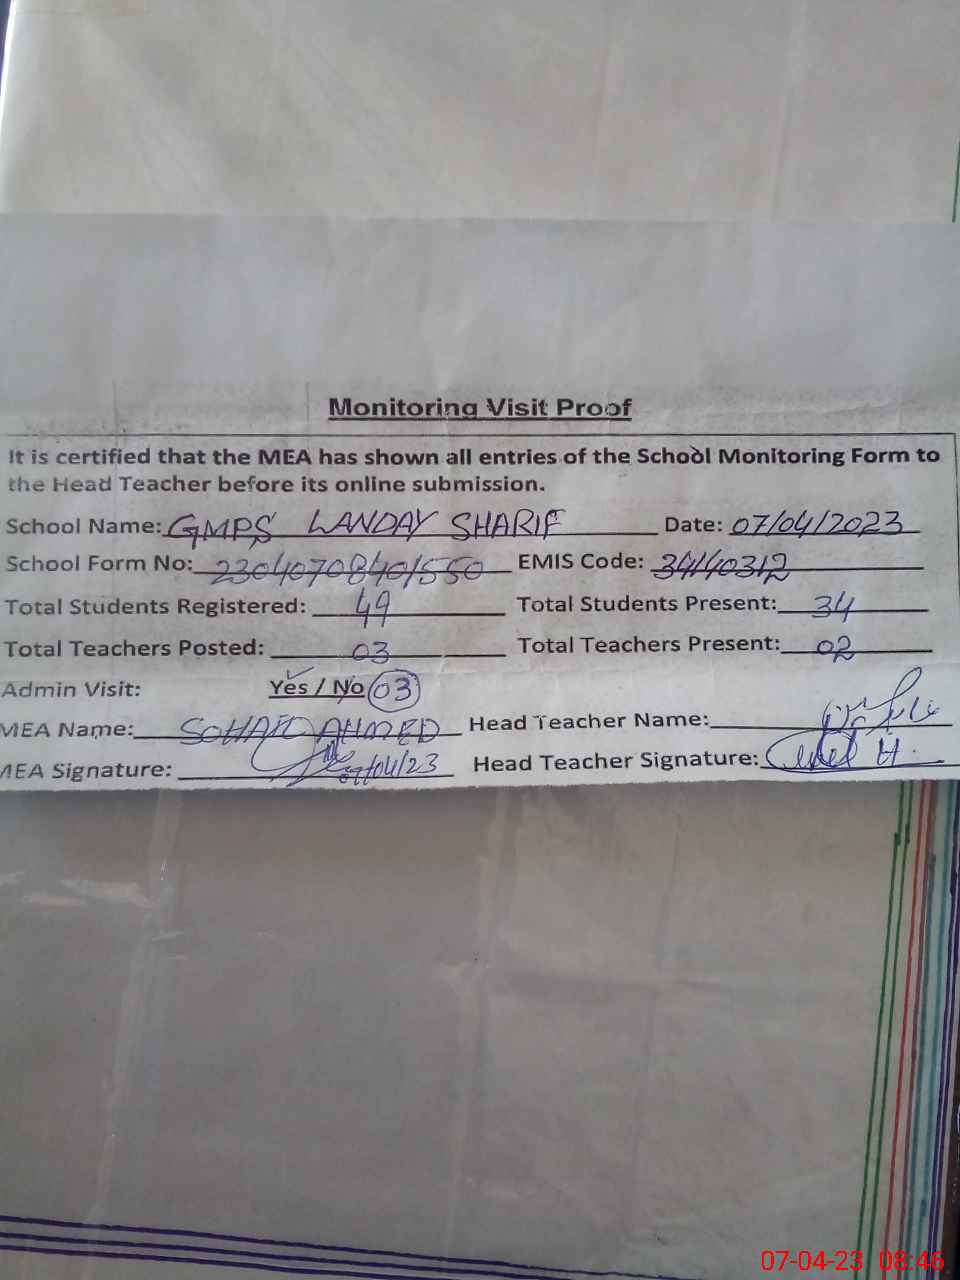 Monitoring Visit Proof
It is certified that the MEA has shown all entries of the School Monitoring Form to
the Head Teacher before its online submission.
School Name: GMPS LANDAY SHARIF Date: 07/04/2023
School Form No: 23040708401550 EMIS Code: 34140312
Total Students Registered: 49 Total Students Present: 34
Total Teachers Posted: 03 Total Teachers Present: 02
Admin Visit: Yes / No 03
MEA Name: SOHAIL AHMED Head Teacher Name:
MEA Signature: 07/04/23 Head Teacher Signature:
07-04-23 08:46